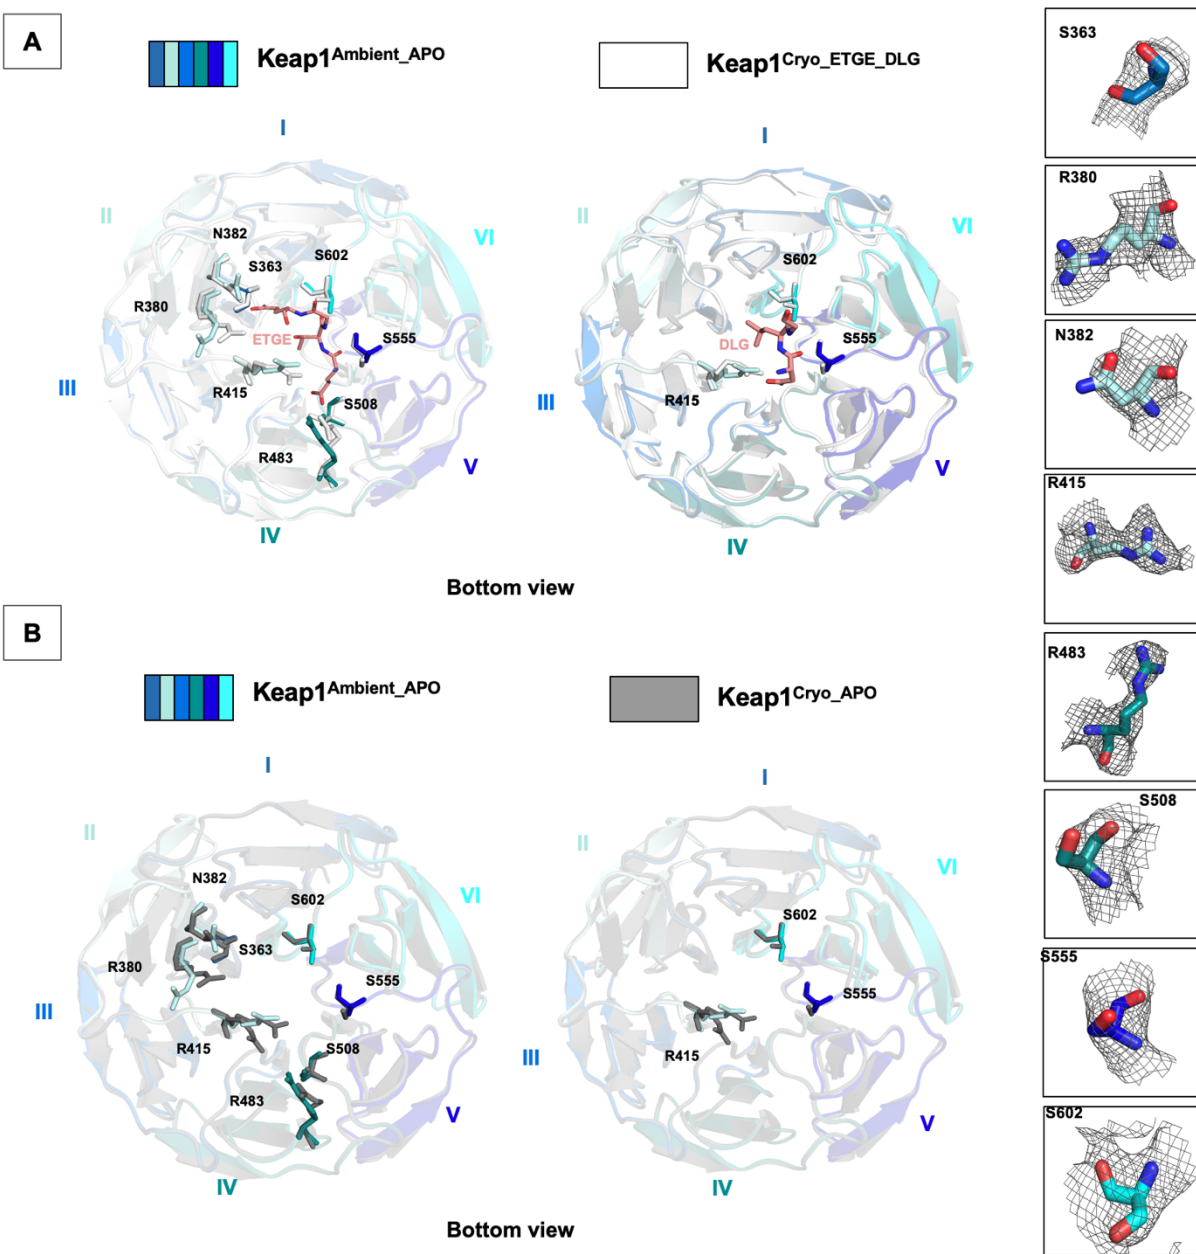 A
Keap1Ambient_APO
Keap1Cryo_ETGE_DLG
I
II
VI
N382
S363
S602
R380
ETGE
S555
III
R415
S508
R483
V
IV
I
II
VI
S602
DLG
S555
R415
III
V
IV
Bottom view
B
Keap1Ambient_APO
Keap1Cryo_APO
I
II
VI
N382
S602
S363
R380
S555
III
R415
S508
R483
V
IV
I
II
VI
S602
S555
R415
III
V
IV
Bottom view
S363
R380
N382
R415
R483
S508
S555
S602